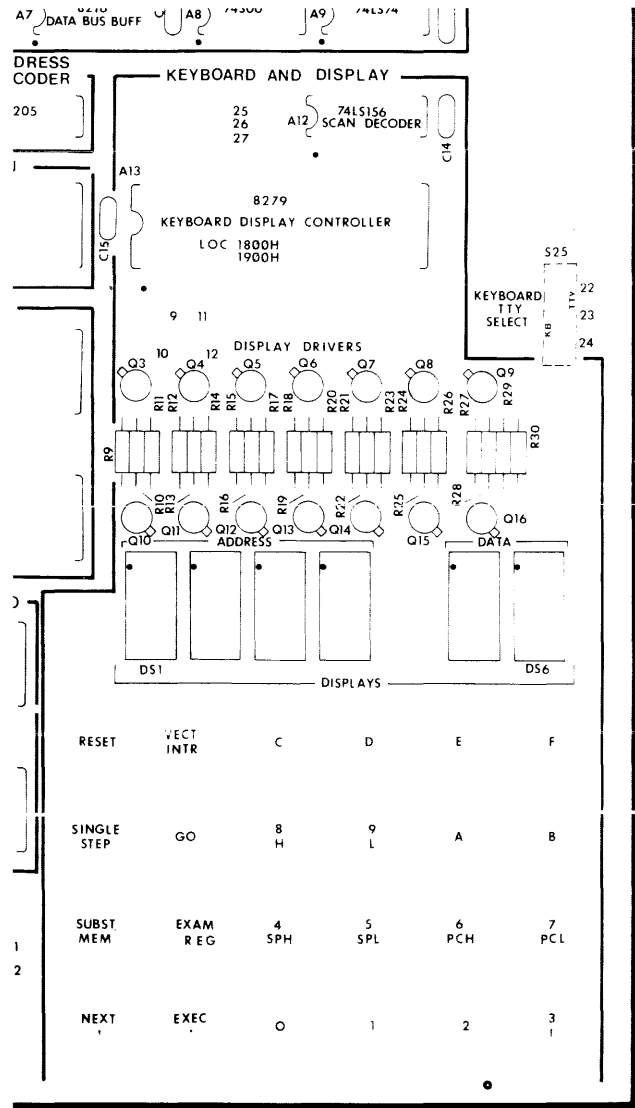 A7
DATA BUS BUFF
A8
A9
DRESS
CODER
KEYBOARD AND DISPLAY
205
25
26
27
A12
74LS156
SCAN DECODER
C14
A13
8279
KEYBOARD DISPLAY CONTROLLER
LOC 1800H
1900H
C15
S25
KEYBOARD
TTY
SELECT
KB
TTY
22
23
24
9 11
10 12
DISPLAY DRIVERS
Q3 Q4 Q5 Q6 Q7 Q8 Q9
R11 R12 R14 R15 R17 R18 R20 R21 R23 R24 R26 R27 R29
R9
R30
R10 R13 R16 R19 R22 R25 R28
Q10 Q11 Q12 Q13 Q14 Q15 Q16
ADDRESS
DATA
DS1
DS6
DISPLAYS
RESET
VECT
INTR
C
D
E
F
SINGLE
STEP
GO
8
H
9
L
A
B
SUBST
MEM
EXAM
REG
4
SPH
5
SPL
6
PCH
7
PCL
1
2
NEXT
,
EXEC
.
0
1
2
3
I